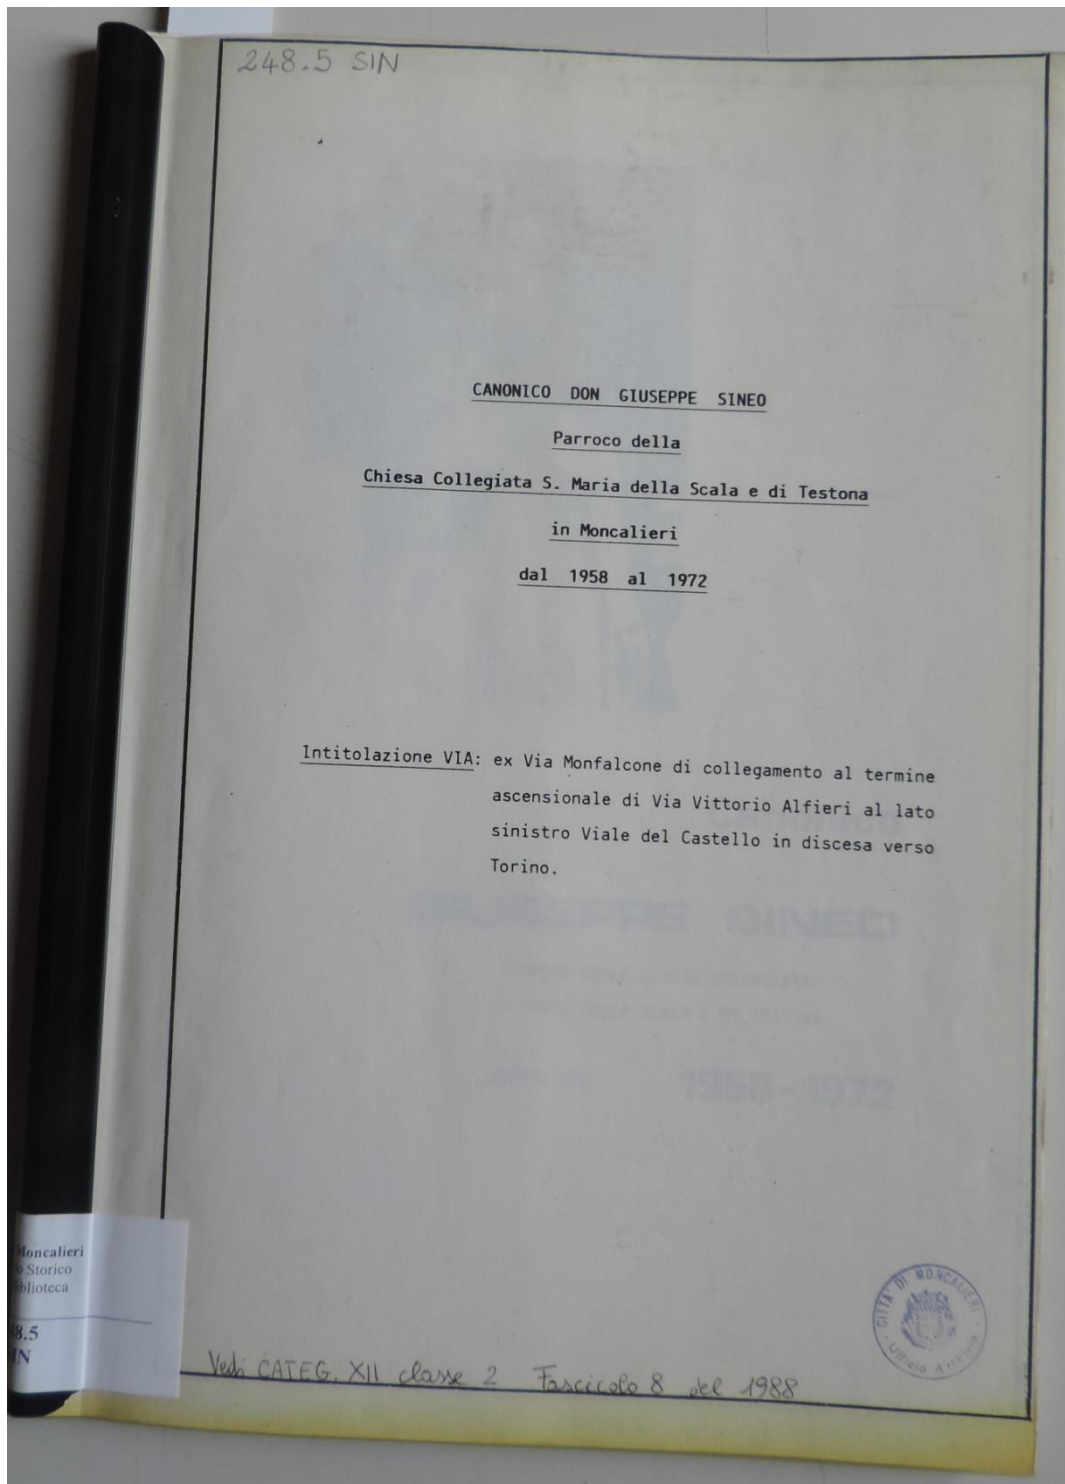 248.5 SIN
CANONICO DON GIUSEPPE SINEO
Parroco della
Chiesa Collegiata S. Maria della Scala e di Testona
in Moncalieri
dal 1958 al 1972
Intitolazione VIA: ex Via Monfalcone di collegamento al termine
ascensionale di Via Vittorio Alfieri al lato
sinistro Viale del Castello in discesa verso
Torino.
GIUSEPPE SINEO
1958-1972
Moncalieri
o Storico
blioteca
8.5
IN
CITTA' DI MONCALIERI
Ufficio Archivio
Vedi CATEG. XII classe 2 Fascicolo 8 del 1988